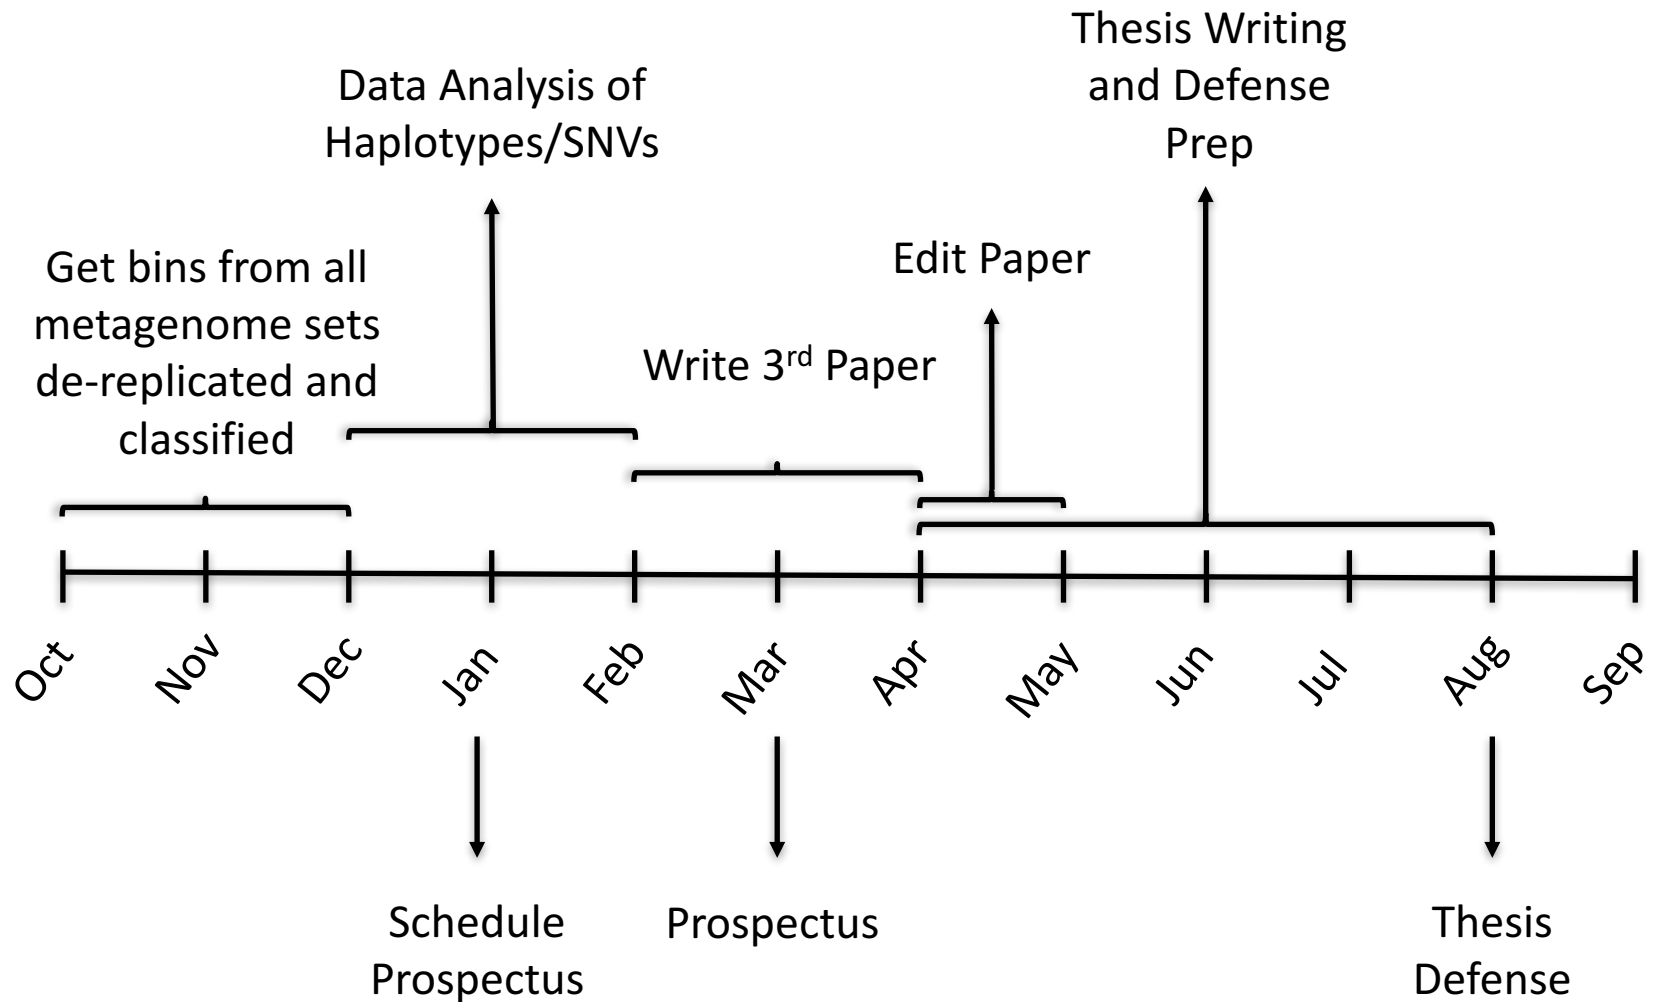 Thesis Writing
and Defense
Prep
Data Analysis of
Haplotypes/SNVs
Edit Paper
Get bins from all
metagenome sets
de-replicated and
classified
Write 3rd Paper
Oct
Nov
Dec
Jan
Feb
Mar
Apr
May
Jun
Jul
Aug
Sep
Schedule
Prospectus
Prospectus
Thesis
Defense